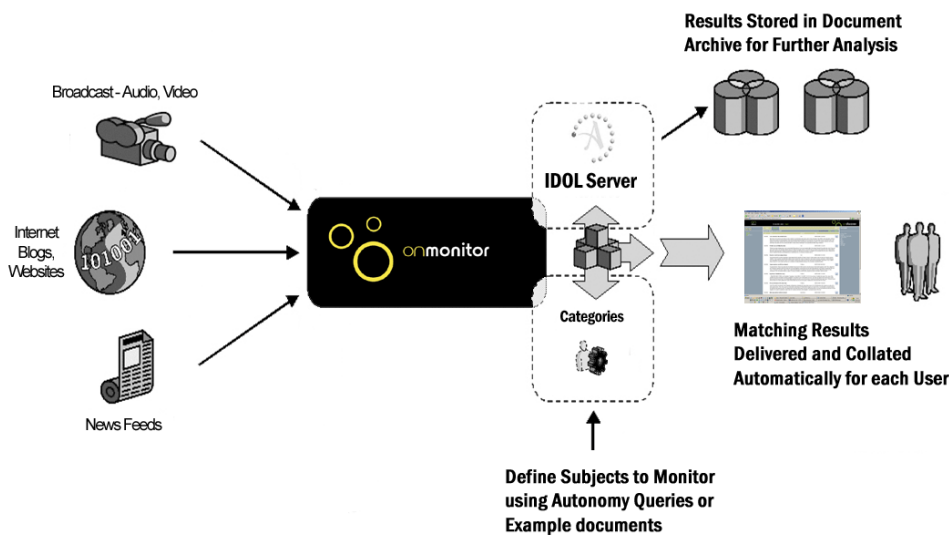 Results Stored in Document
Archive for Further Analysis
Broadcast - Audio, Video
IDOL Server
Internet
Blogs,
Websites
101001
onmonitor
Categories
Matching Results
Delivered and Collated
Automatically for each User
News Feeds
Define Subjects to Monitor
using Autonomy Queries or
Example documents